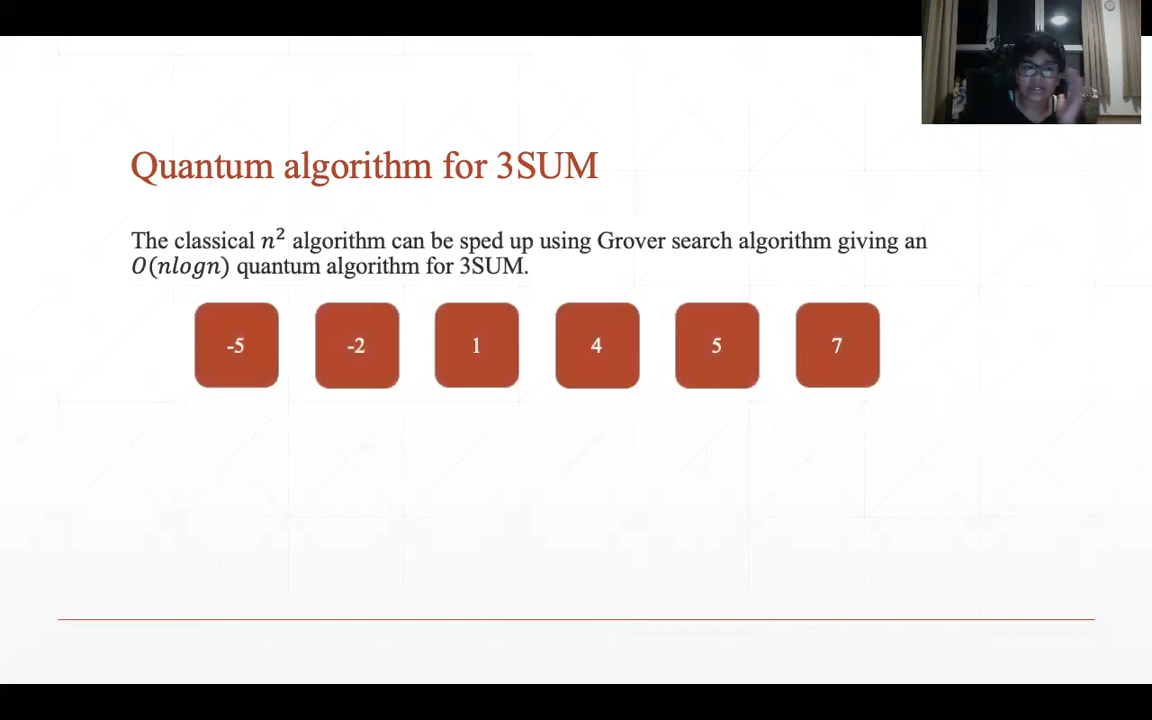 Quantum algorithm for 3SUM
The classical n² algorithm can be sped up using Grover search algorithm giving an
O(nlogn) quantum algorithm for 3SUM.
-5 -2 1 4 5 7